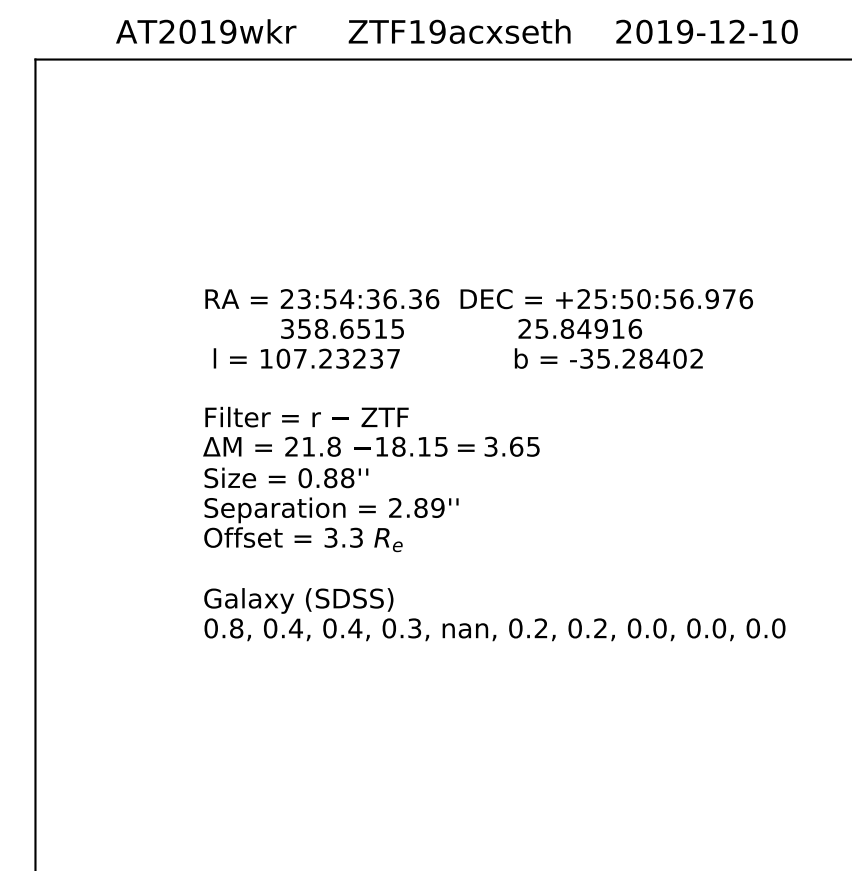 AT2019wkr ZTF19acxseth 2019-12-10
RA = 23:54:36.36 DEC = +25:50:56.976
358.6515 25.84916
l = 107.23237 b = -35.28402
Filter = r − ZTF
ΔM = 21.8 −18.15 = 3.65
Size = 0.88''
Separation = 2.89''
Offset = 3.3 Re
Galaxy (SDSS)
0.8, 0.4, 0.4, 0.3, nan, 0.2, 0.2, 0.0, 0.0, 0.0